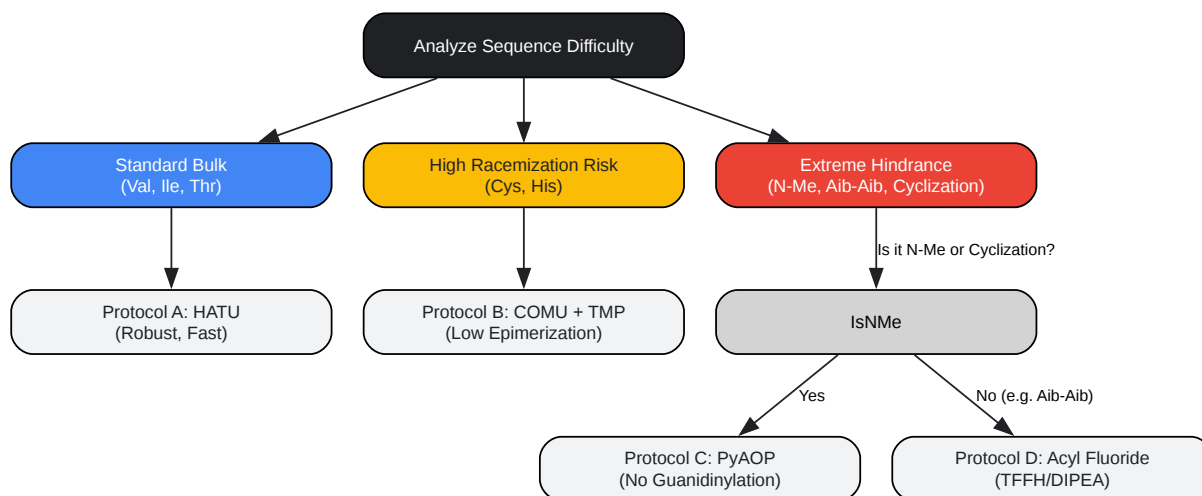 Analyze Sequence Difficulty
Standard Bulk
(Val, Ile, Thr)
High Racemization Risk
(Cys, His)
Extreme Hindrance
(N-Me, Aib-Aib, Cyclization)
Is it N-Me or Cyclization?
Protocol A: HATU
(Robust, Fast)
Protocol B: COMU + TMP
(Low Epimerization)
IsNMe
Yes
No (e.g. Aib-Aib)
Protocol C: PyAOP
(No Guanidinylation)
Protocol D: Acyl Fluoride
(TFFH/DIPEA)